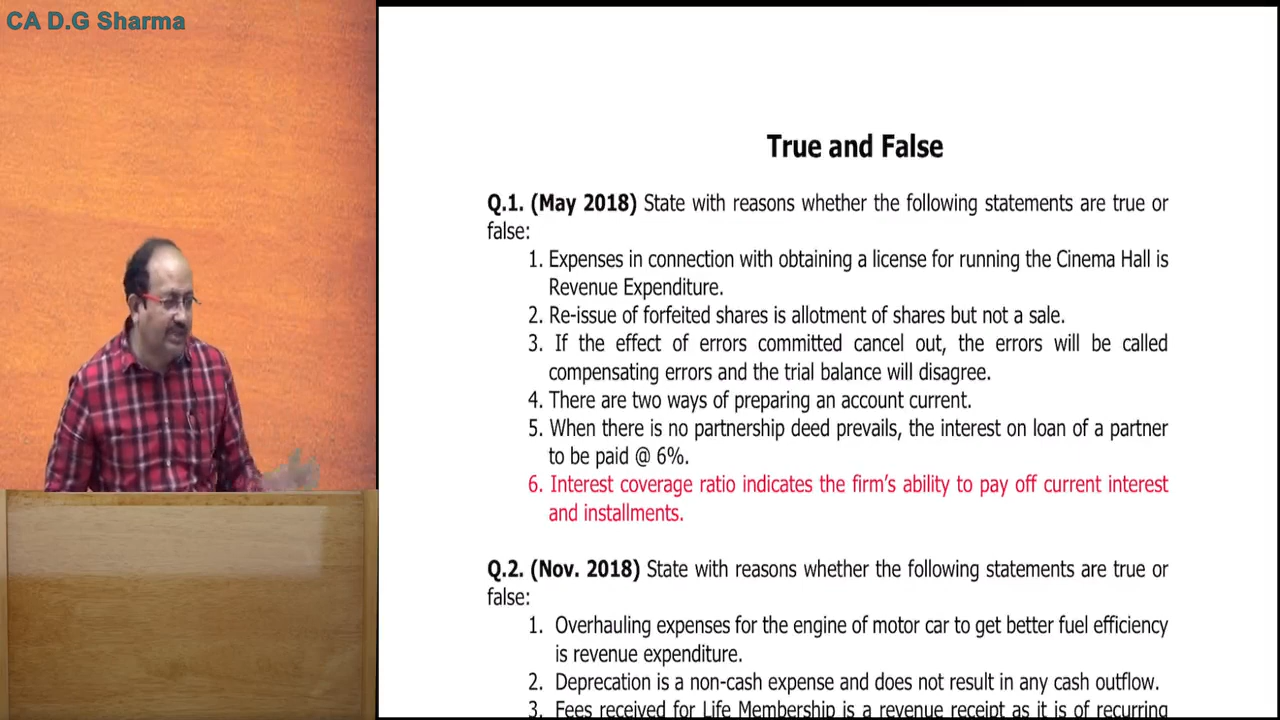 CA D.G Sharma
True and False
Q.1. (May 2018) State with reasons whether the following statements are true or
false:
1. Expenses in connection with obtaining a license for running the Cinema Hall is
Revenue Expenditure.
2. Re-issue of forfeited shares is allotment of shares but not a sale.
3. If the effect of errors committed cancel out, the errors will be called
compensating errors and the trial balance will disagree.
4. There are two ways of preparing an account current.
5. When there is no partnership deed prevails, the interest on loan of a partner
to be paid @ 6%.
6. Interest coverage ratio indicates the firm's ability to pay off current interest
and installments.
Q.2. (Nov. 2018) State with reasons whether the following statements are true or
false:
1. Overhauling expenses for the engine of motor car to get better fuel efficiency
is revenue expenditure.
2. Deprecation is a non-cash expense and does not result in any cash outflow.
3. Fees received for Life Membership is a revenue receipt as it is of recurring